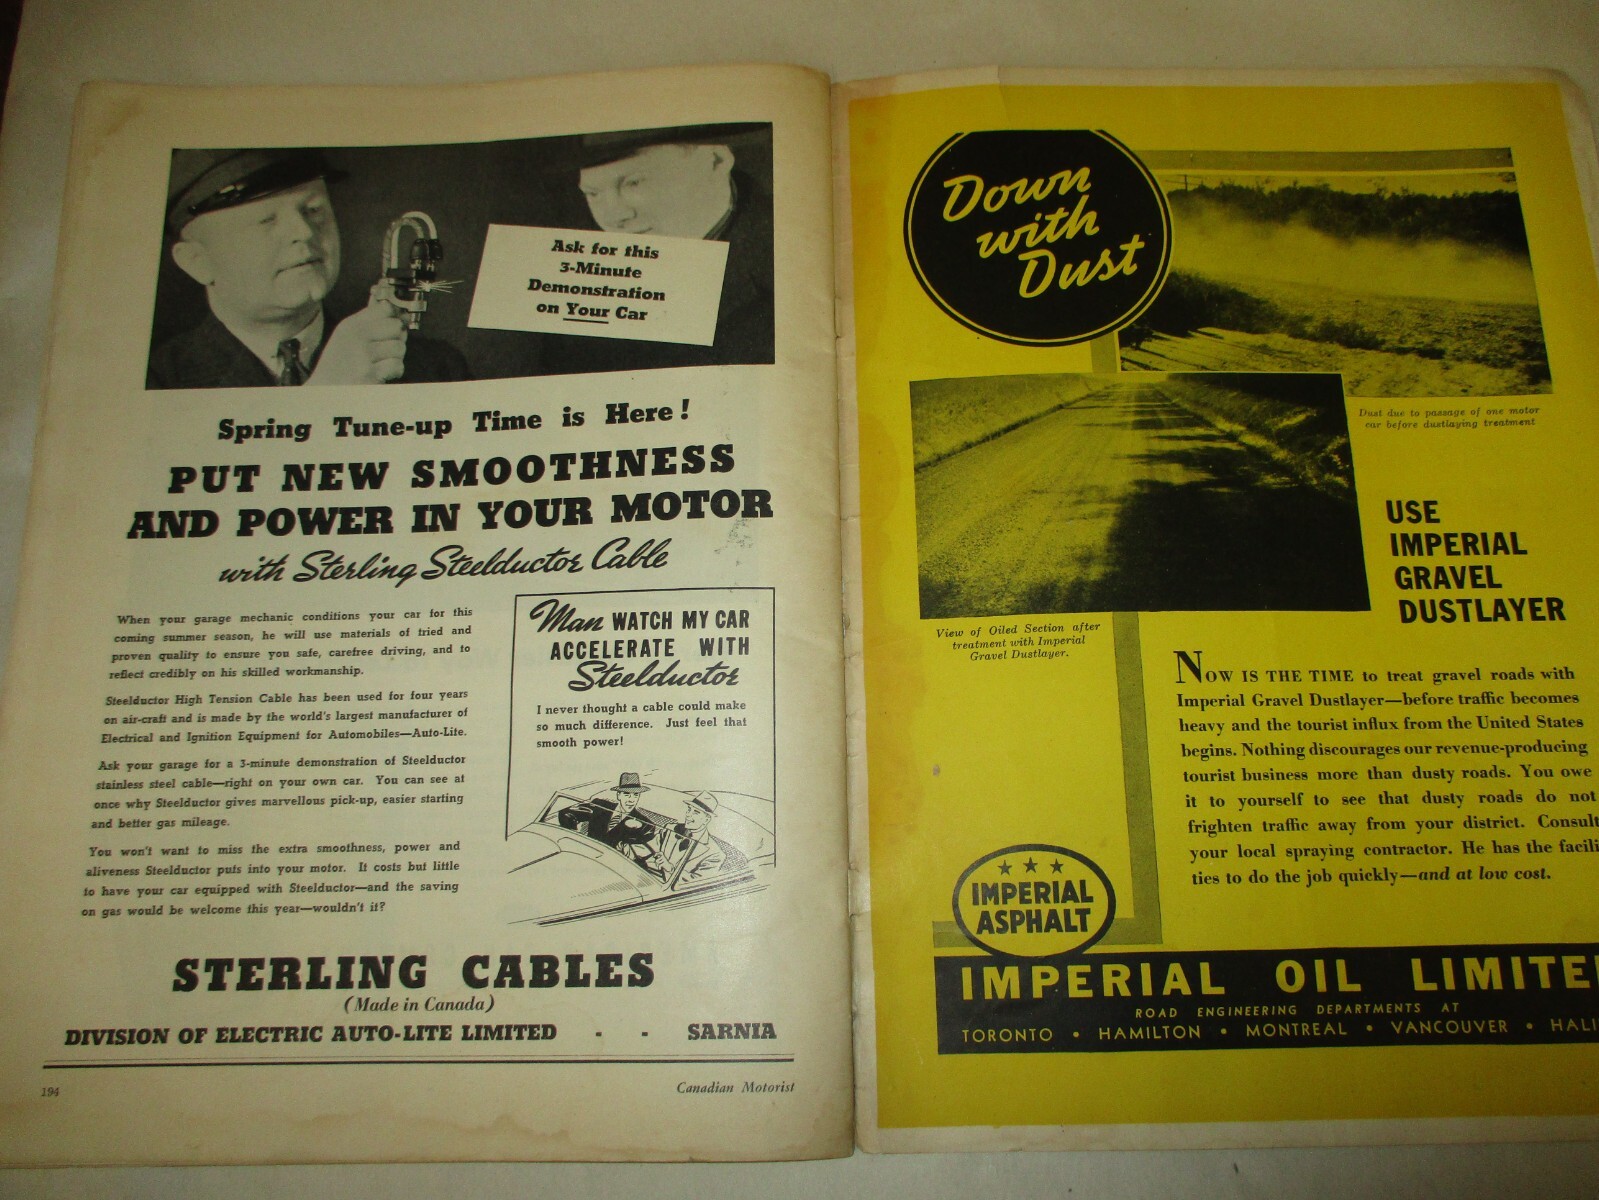 Ask for this
3-Minute
Demonstration
on Your Car
Spring Tune-up Time is Here!
PUT NEW SMOOTHNESS
AND POWER IN YOUR MOTOR
with Sterling Steelductor Cable
When your garage mechanic conditions your car for this
coming summer season, he will use materials of tried and
proven quality to ensure you safe, carefree driving, and to
reflect credibly on his skilled workmanship.
Steelductor High Tension Cable has been used for four years
on air-craft and is made by the world's largest manufacturer of
Electrical and Ignition Equipment for Automobiles—Auto-Lite.
Ask your garage for a 3-minute demonstration of Steelductor
stainless steel cable—right on your own car. You can see at
once why Steelductor gives marvellous pick-up, easier starting
and better gas mileage.
You won't want to miss the extra smoothness, power and
aliveness Steelductor puts into your motor. It costs but little
to have your car equipped with Steelductor—and the saving
on gas would be welcome this year—wouldn't it?
Man WATCH MY CAR
ACCELERATE WITH
Steelductor
I never thought a cable could make
so much difference. Just feel that
smooth power!
STERLING CABLES
(Made in Canada)
DIVISION OF ELECTRIC AUTO-LITE LIMITED - - SARNIA
194
Canadian Motorist
Down
with
Dust
Dust due to passage of one motor
car before dustlaying treatment
View of Oiled Section after
treatment with Imperial
Gravel Dustlayer.
USE
IMPERIAL
GRAVEL
DUSTLAYER
NOW IS THE TIME to treat gravel roads with
Imperial Gravel Dustlayer—before traffic becomes
heavy and the tourist influx from the United States
begins. Nothing discourages our revenue-producing
tourist business more than dusty roads. You owe
it to yourself to see that dusty roads do not
frighten traffic away from your district. Consult
your local spraying contractor. He has the facili
ties to do the job quickly—and at low cost.
IMPERIAL
ASPHALT
IMPERIAL OIL LIMITE
ROAD ENGINEERING DEPARTMENTS AT
TORONTO • HAMILTON • MONTREAL • VANCOUVER • HALI